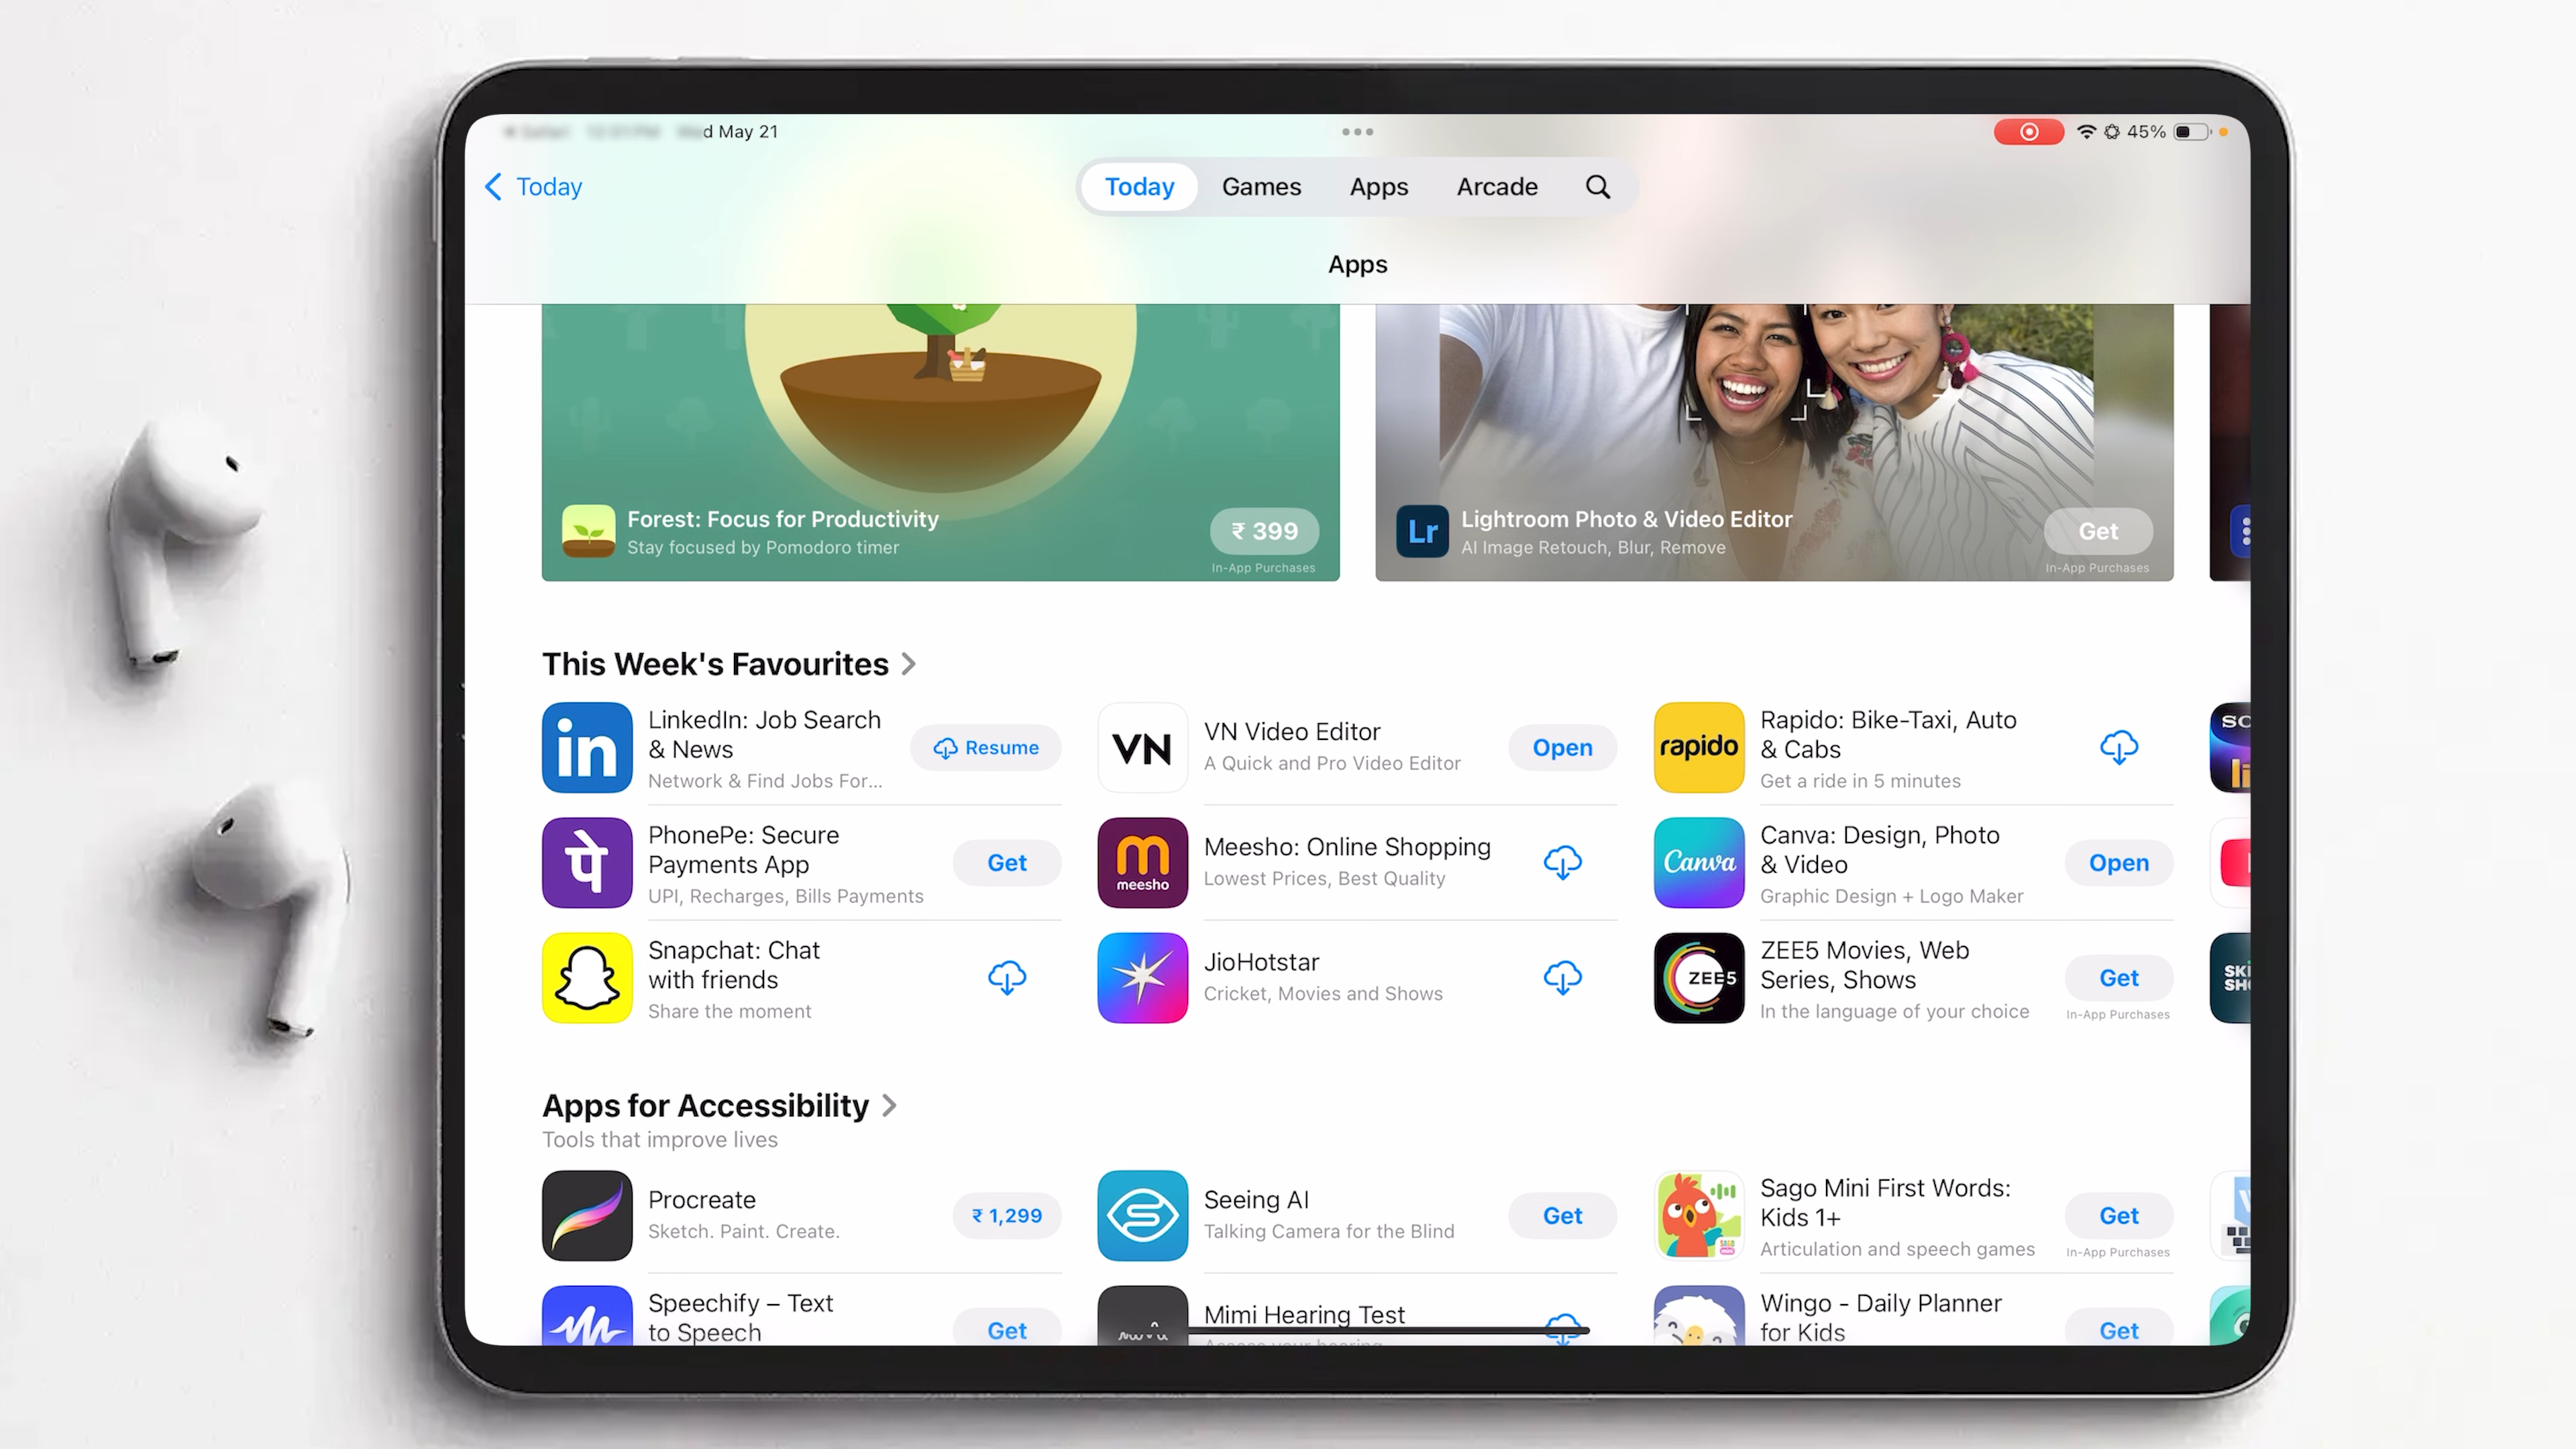 d May 21
45%
Today
Today
Games
Apps
Arcade
Apps
Forest: Focus for Productivity
Stay focused by Pomodoro timer
₹ 399
In-App Purchases
Lr
Lightroom Photo & Video Editor
AI Image Retouch, Blur, Remove
Get
In-App Purchases
This Week's Favourites
in
LinkedIn: Job Search
& News
Network & Find Jobs For...
Resume
VN
VN Video Editor
A Quick and Pro Video Editor
Open
rapido
Rapido: Bike-Taxi, Auto
& Cabs
Get a ride in 5 minutes
पे
PhonePe: Secure
Payments App
UPI, Recharges, Bills Payments
Get
meesho
Meesho: Online Shopping
Lowest Prices, Best Quality
Canva
Canva: Design, Photo
& Video
Graphic Design + Logo Maker
Open
Snapchat: Chat
with friends
Share the moment
JioHotstar
Cricket, Movies and Shows
ZEE5
ZEE5 Movies, Web
Series, Shows
In the language of your choice
Get
In-App Purchases
Apps for Accessibility
Tools that improve lives
Procreate
Sketch. Paint. Create.
₹ 1,299
Seeing AI
Talking Camera for the Blind
Get
Sago Mini First Words:
Kids 1+
Articulation and speech games
Get
In-App Purchases
Speechify – Text
to Speech
Get
Mimi Hearing Test
Wingo - Daily Planner
for Kids
Get